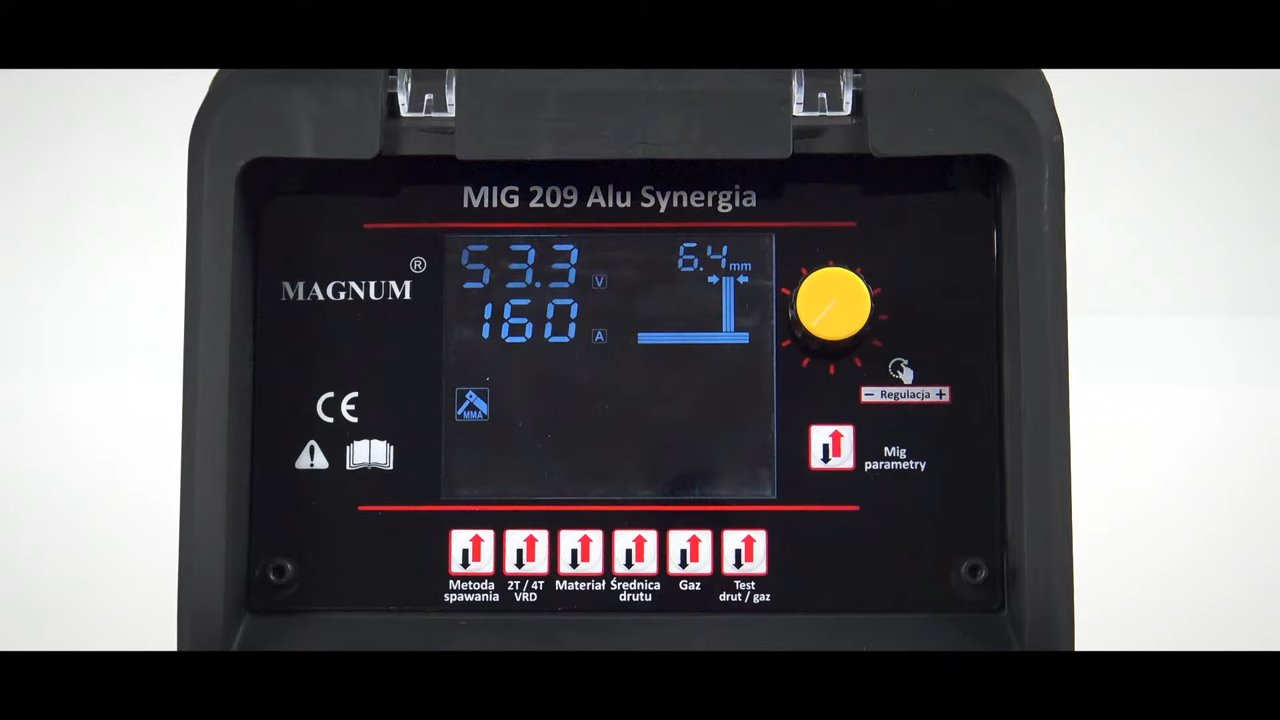 MIG 209 Alu Synergia
MAGNUM®
53.3 V
6.4 mm
160 A
CE
MMA
− Regulacja +
Mig
parametry
Metoda
spawania
2T / 4T
VRD
Materiał
Średnica
drutu
Gaz
Test
drut / gaz